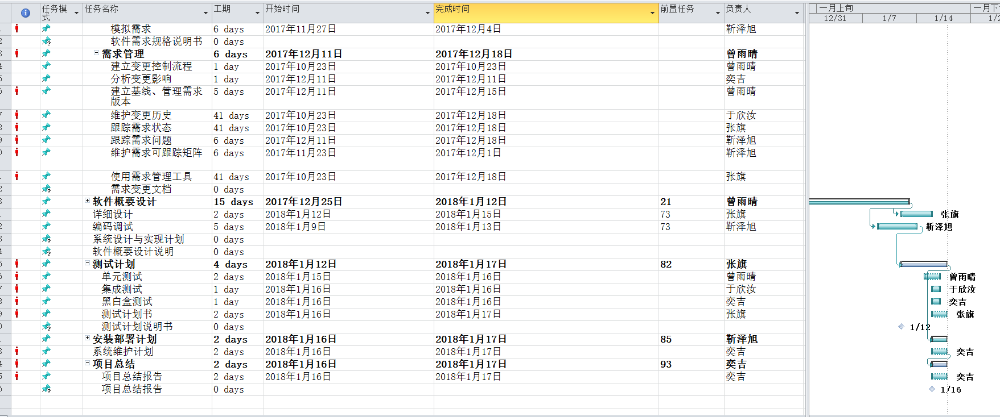 任务模式 任务名称 工期 开始时间 完成时间 前置任务 负责人 一月上旬 一月下
12/31 1/7 1/14
模拟需求 6 days 2017年11月27日 2017年12月4日 靳泽旭
软件需求规格说明书 0 days
需求管理 6 days 2017年12月11日 2017年12月18日 曾雨晴
建立变更控制流程 1 day 2017年10月23日 2017年10月23日 曾雨晴
分析变更影响 1 day 2017年12月11日 2017年12月11日 奕吉
建立基线、管理需求 5 days 2017年12月11日 2017年12月15日 曾雨晴
版本
维护变更历史 41 days 2017年10月23日 2017年12月18日 于欣汝
跟踪需求状态 41 days 2017年10月23日 2017年12月18日 张旗
跟踪需求问题 6 days 2017年12月11日 2017年12月18日 靳泽旭
维护需求可跟踪矩阵 6 days 2017年11月23日 2017年12月1日 靳泽旭
使用需求管理工具 41 days 2017年10月23日 2017年12月18日 张旗
需求变更文档 0 days
软件概要设计 15 days 2017年12月25日 2018年1月12日 21 曾雨晴
详细设计 2 days 2018年1月12日 2018年1月15日 73 张旗 张旗
编码调试 5 days 2018年1月9日 2018年1月13日 73 靳泽旭 靳泽旭
系统设计与实现计划 0 days
软件概要设计说明 0 days
测试计划 4 days 2018年1月12日 2018年1月17日 82 张旗
单元测试 2 days 2018年1月15日 2018年1月16日 曾雨晴 曾雨晴
集成测试 1 day 2018年1月16日 2018年1月16日 于欣汝 于欣汝
黑白盒测试 1 day 2018年1月16日 2018年1月16日 奕吉 奕吉
测试计划书 2 days 2018年1月16日 2018年1月17日 张旗 张旗
测试计划说明书 0 days 1/12
安装部署计划 2 days 2018年1月16日 2018年1月17日 85 靳泽旭
系统维护计划 2 days 2018年1月16日 2018年1月17日 奕吉 奕吉
项目总结 2 days 2018年1月16日 2018年1月17日 93 奕吉
项目总结报告 2 days 2018年1月16日 2018年1月17日 奕吉 奕吉
项目总结报告 0 days 1/16